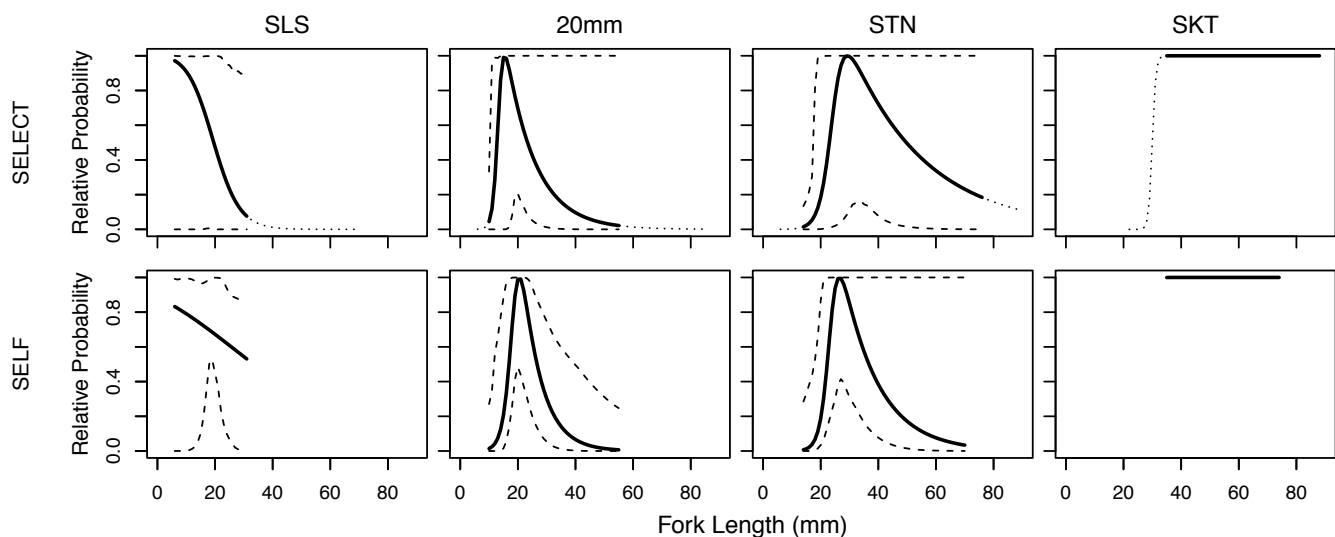 SLS 20mm STN SKT
SELECT
Relative Probability
0.0 0.4 0.8
SELF
Relative Probability
0.0 0.4 0.8
0 20 40 60 80 0 20 40 60 80 0 20 40 60 80 0 20 40 60 80
Fork Length (mm)